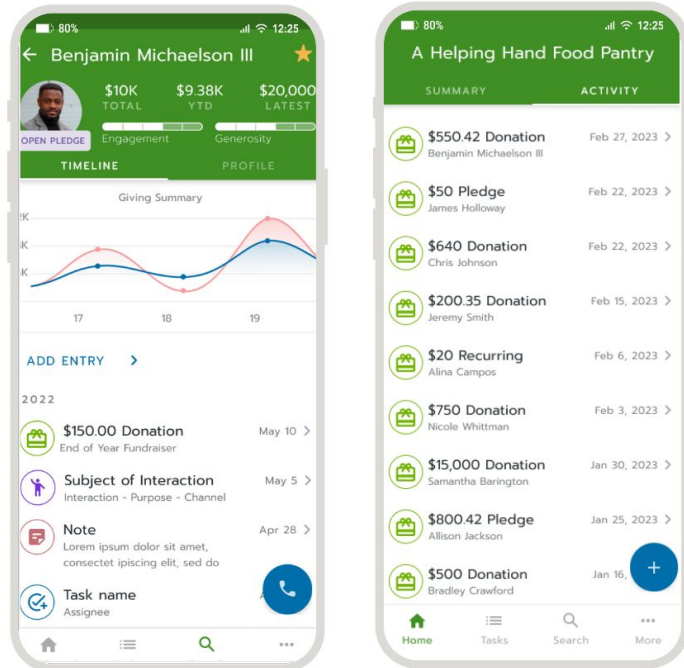 80% 12:25
Benjamin Michaelson III
$10K $9.38K $20,000
TOTAL YTD LATEST
OPEN PLEDGE Engagement Generosity
TIMELINE PROFILE
Giving Summary
17 18 19
ADD ENTRY
2022
$150.00 Donation May 10
End of Year Fundraiser
Subject of Interaction May 5
Interaction - Purpose - Channel
Note Apr 28
Lorem ipsum dolor sit amet,
consectet ipiscing elit, sed do
Task name
Assignee
80% 12:25
A Helping Hand Food Pantry
SUMMARY ACTIVITY
$550.42 Donation Feb 27, 2023
Benjamin Michaelson III
$50 Pledge Feb 22, 2023
James Holloway
$640 Donation Feb 22, 2023
Chris Johnson
$200.35 Donation Feb 15, 2023
Jeremy Smith
$20 Recurring Feb 6, 2023
Alina Campos
$750 Donation Feb 3, 2023
Nicole Whittman
$15,000 Donation Jan 30, 2023
Samantha Barington
$800.42 Pledge Jan 25, 2023
Allison Jackson
$500 Donation Jan 16,
Bradley Crawford
Home Tasks Search More